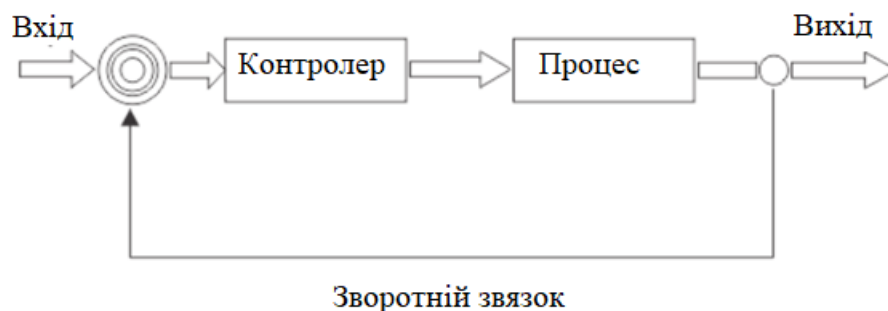 Вхід
Вихід
Контролер
Процес
Зворотній звязок